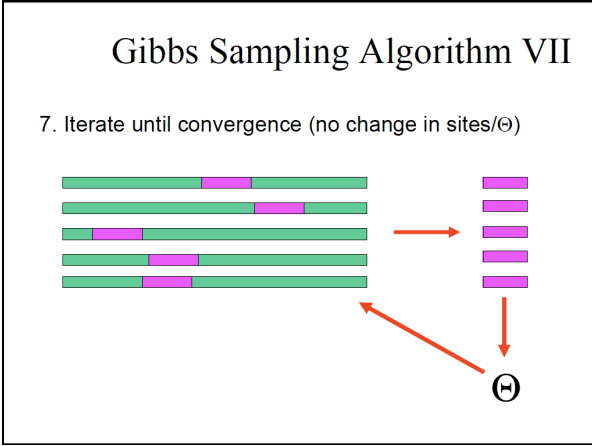 Gibbs Sampling Algorithm VII
7. Iterate until convergence (no change in sites/Θ)
Θ